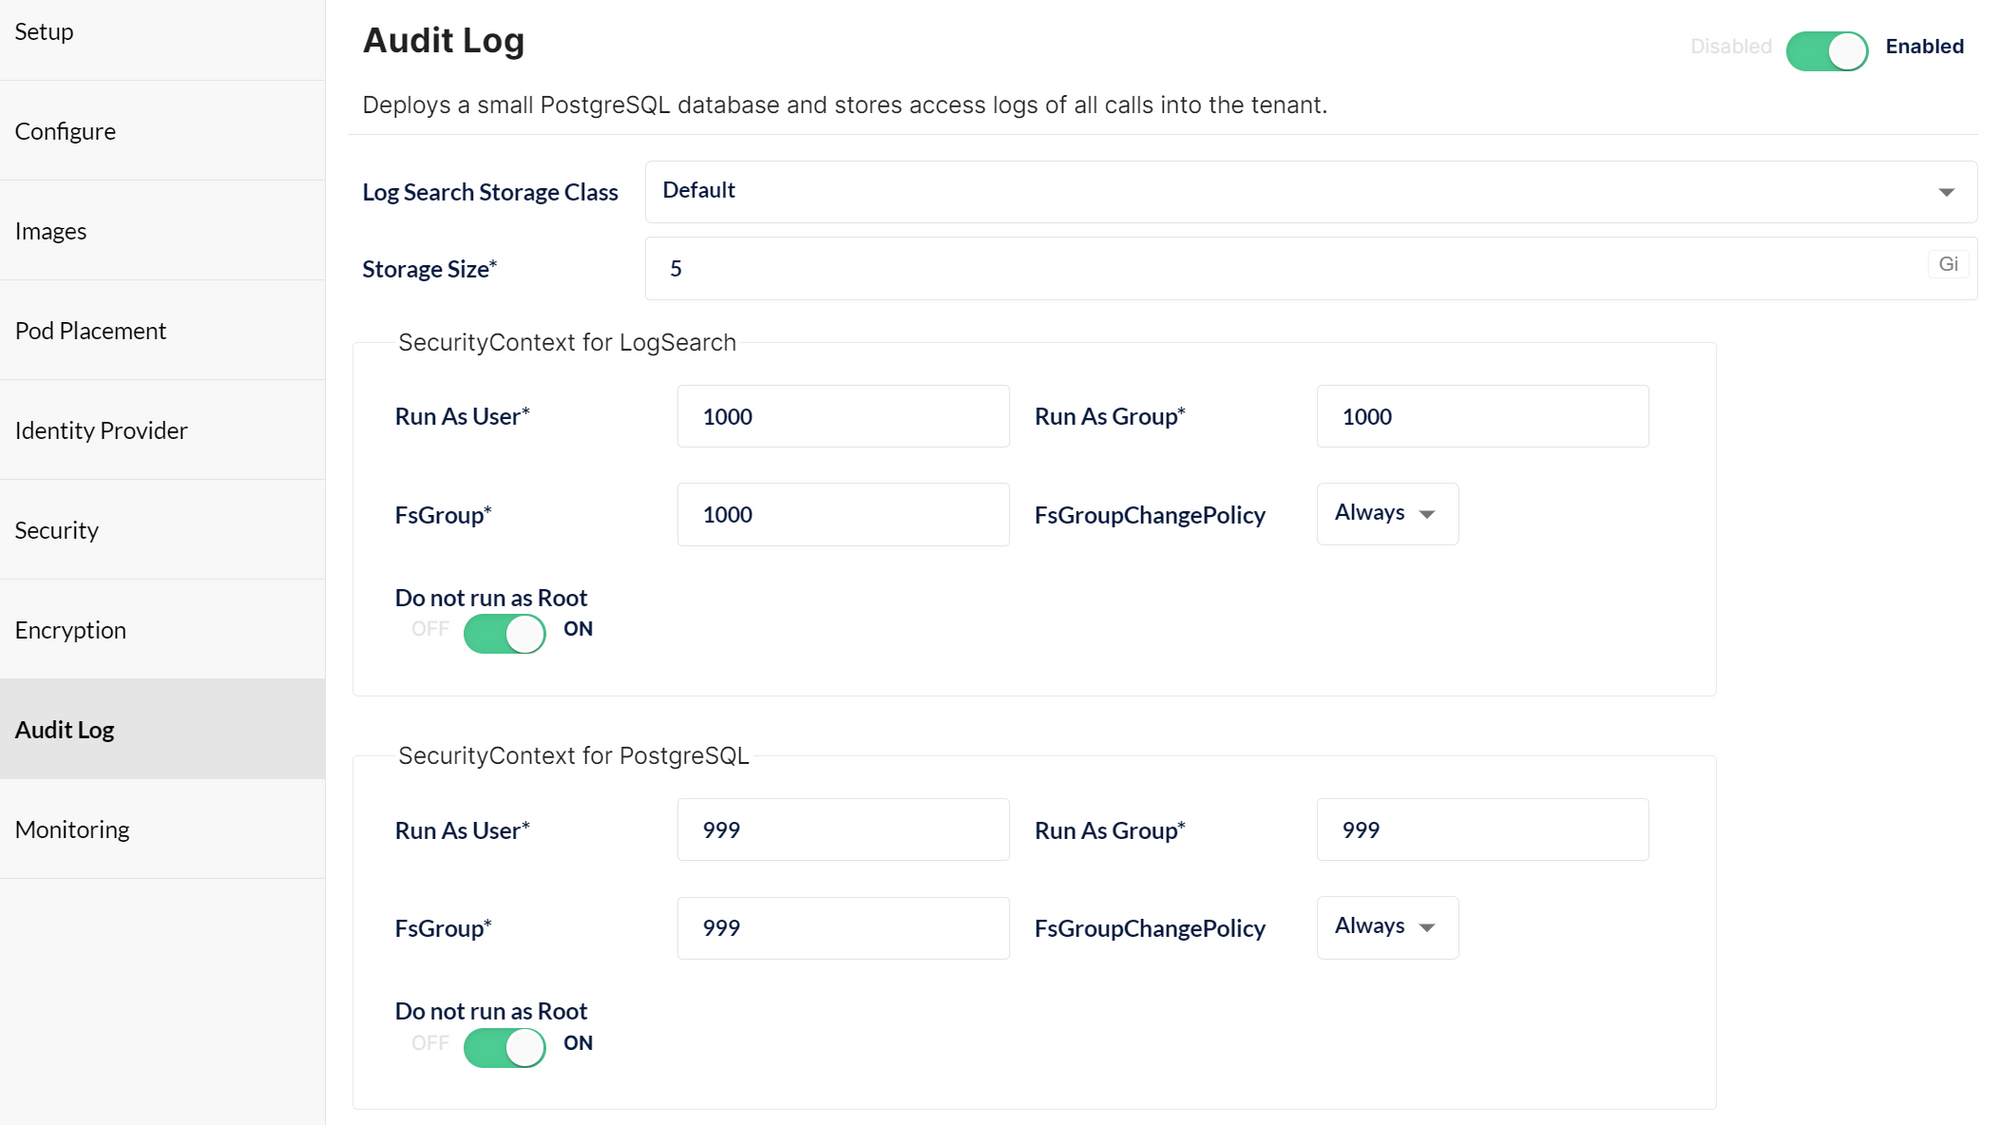 Setup
Configure
Images
Pod Placement
Identity Provider
Security
Encryption
Audit Log
Monitoring
Audit Log
Disabled Enabled
Deploys a small PostgreSQL database and stores access logs of all calls into the tenant.
Log Search Storage Class Default
Storage Size* 5 Gi
SecurityContext for LogSearch
Run As User* 1000 Run As Group* 1000
FsGroup* 1000 FsGroupChangePolicy Always
Do not run as Root
OFF ON
SecurityContext for PostgreSQL
Run As User* 999 Run As Group* 999
FsGroup* 999 FsGroupChangePolicy Always
Do not run as Root
OFF ON